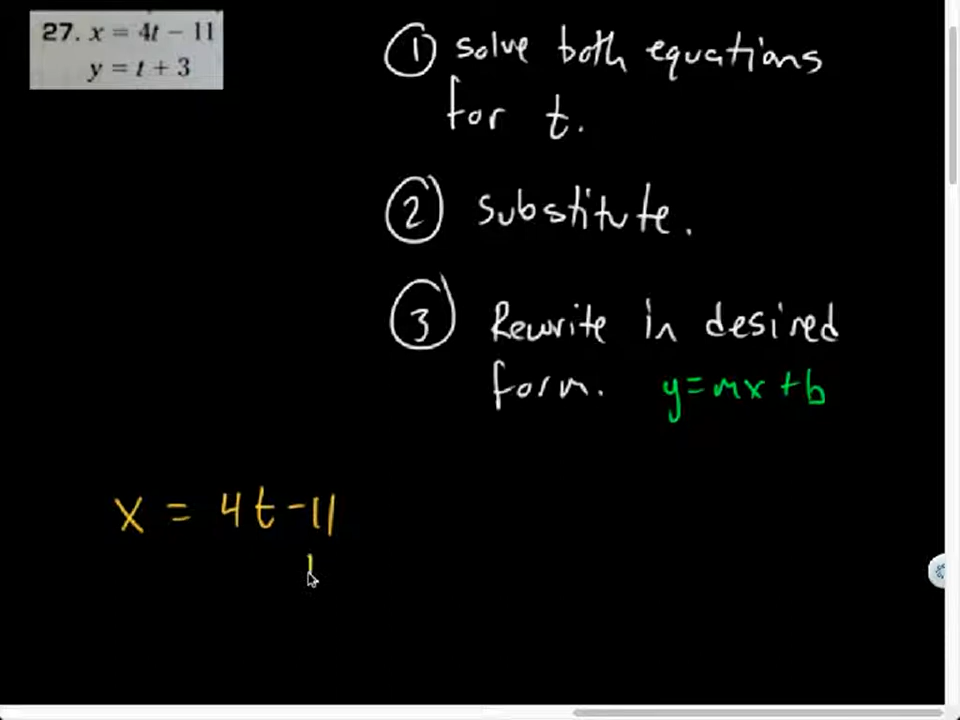 27. x = 4t − 11
y = t + 3
① solve both equations
for t.
② substitute.
③ Rewrite in desired
form. y=mx+b
x = 4t-11